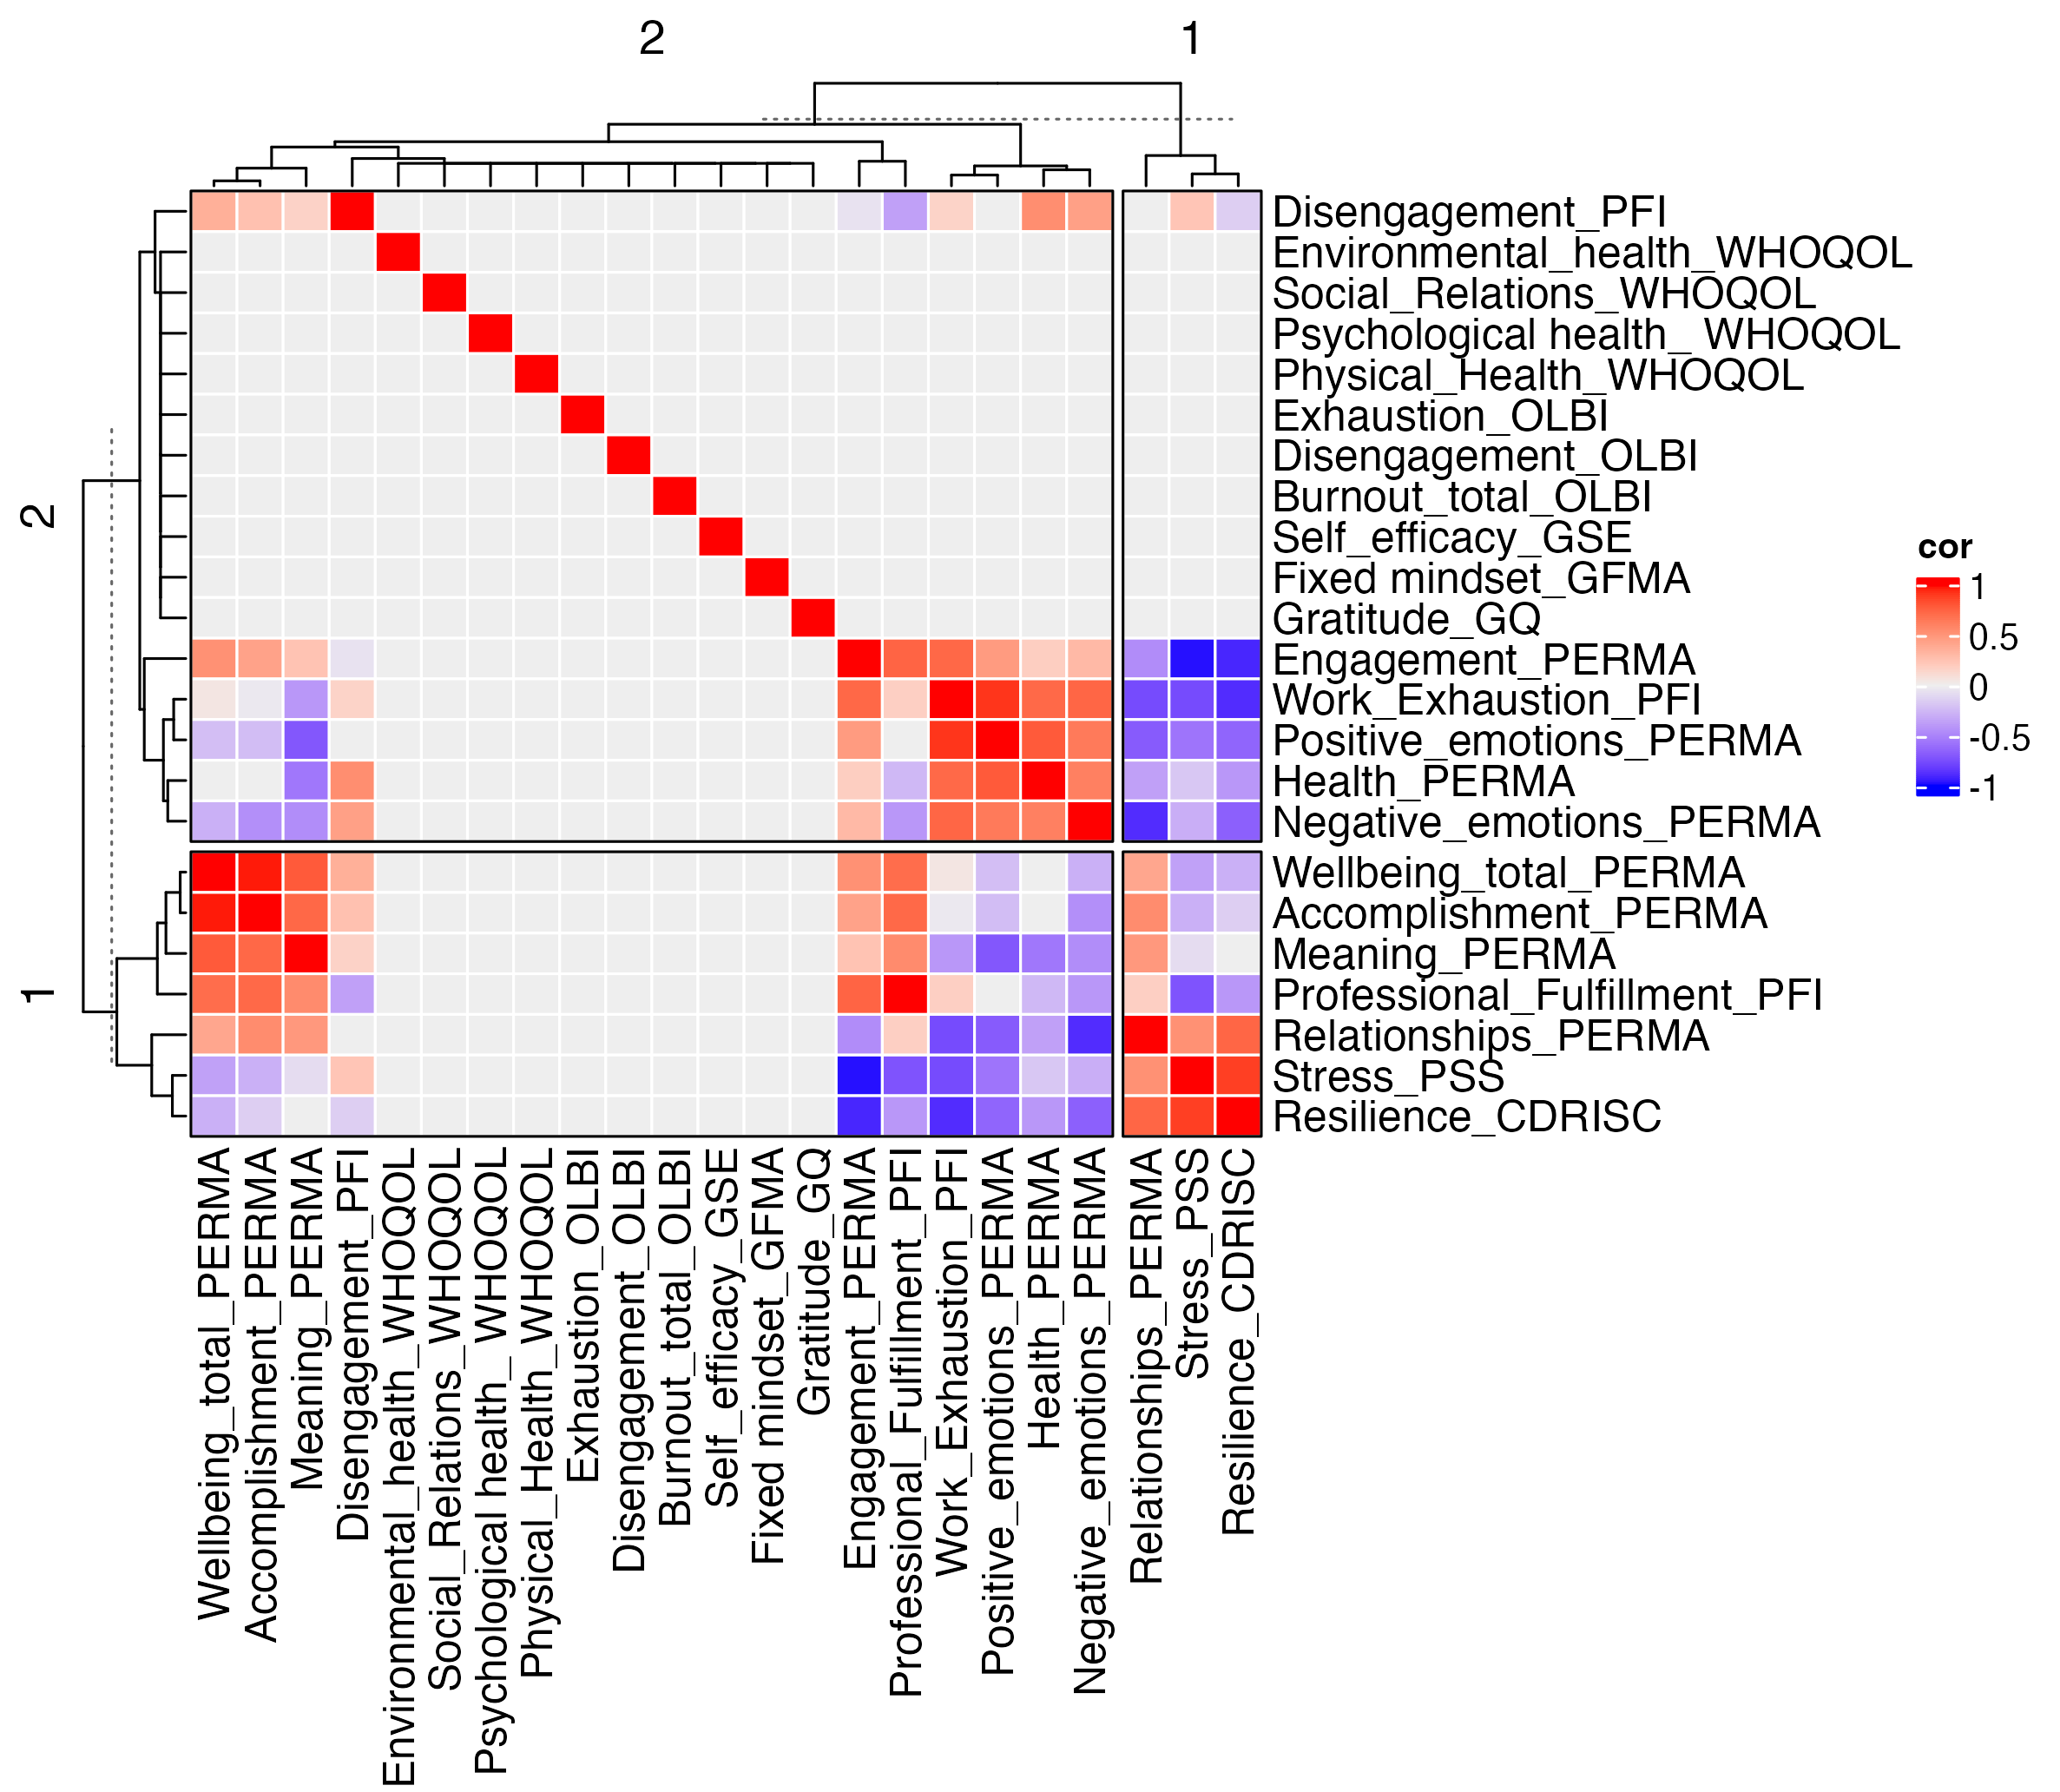 2
1
Disengagement_PFI
Environmental_health_WHOQOL
Social_Relations_WHOQOL
Psychological health_ WHOQOL
Physical_Health_WHOQOL
Exhaustion_OLBI
Disengagement_OLBI
Burnout_total_OLBI
Self_efficacy_GSE
Fixed mindset_GFMA
Gratitude_GQ
Engagement_PERMA
Work_Exhaustion_PFI
Positive_emotions_PERMA
Health_PERMA
Negative_emotions_PERMA
2
Wellbeing_total_PERMA
Accomplishment_PERMA
Meaning_PERMA
Professional_Fulfillment_PFI
Relationships_PERMA
Stress_PSS
Resilience_CDRISC
1
cor
1
0.5
0
-0.5
-1
Wellbeing_total_PERMA
Accomplishment_PERMA
Meaning_PERMA
Disengagement_PFI
Environmental_health_WHOQOL
Social_Relations_WHOQOL
Psychological health_ WHOQOL
Physical_Health_WHOQOL
Exhaustion_OLBI
Disengagement_OLBI
Burnout_total_OLBI
Self_efficacy_GSE
Fixed mindset_GFMA
Gratitude_GQ
Engagement_PERMA
Professional_Fulfillment_PFI
Work_Exhaustion_PFI
Positive_emotions_PERMA
Health_PERMA
Negative_emotions_PERMA
Relationships_PERMA
Stress_PSS
Resilience_CDRISC